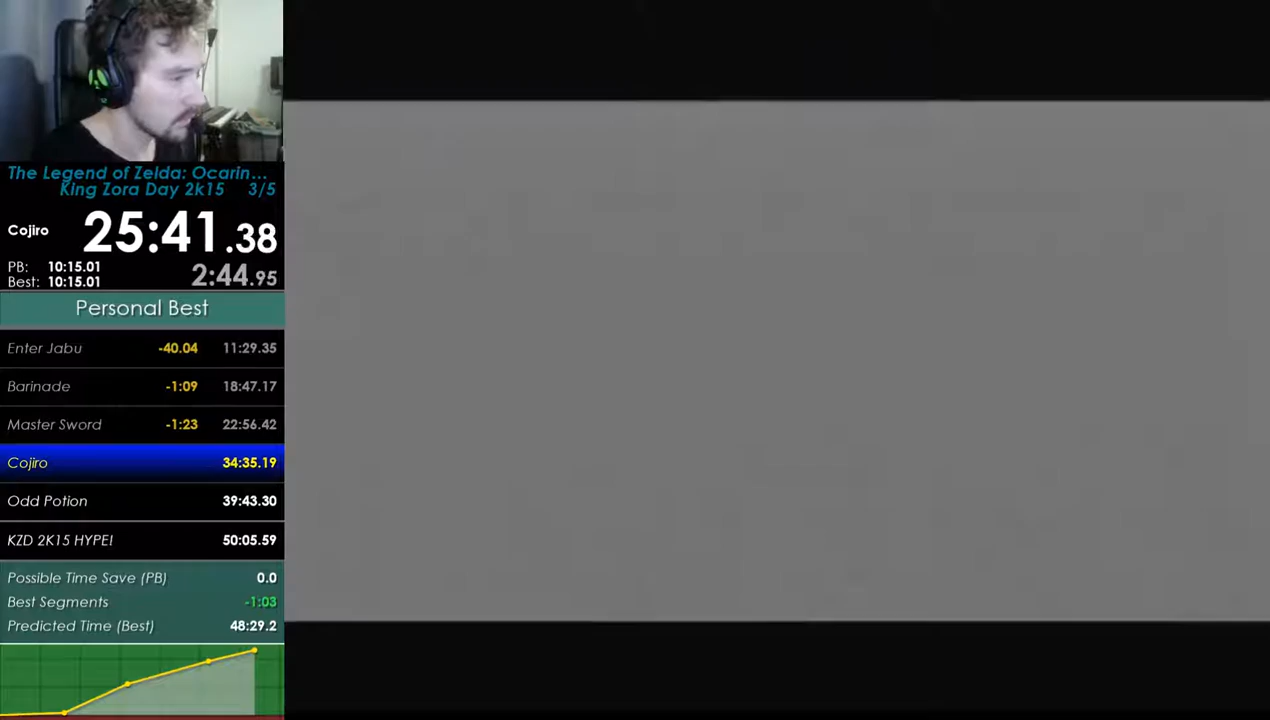 The Legend of Zelda: Ocarin...
King Zora Day 2k15 3/5
Cojiro 25:41.38
PB: 10:15.01
Best: 10:15.01 2:44.95
Personal Best
Enter Jabu -40.04 11:29.35
Barinade -1:09 18:47.17
Master Sword -1:23 22:56.42
Cojiro 34:35.19
Odd Potion 39:43.30
KZD 2K15 HYPE! 50:05.59
Possible Time Save (PB) 0.0
Best Segments -1:03
Predicted Time (Best) 48:29.2